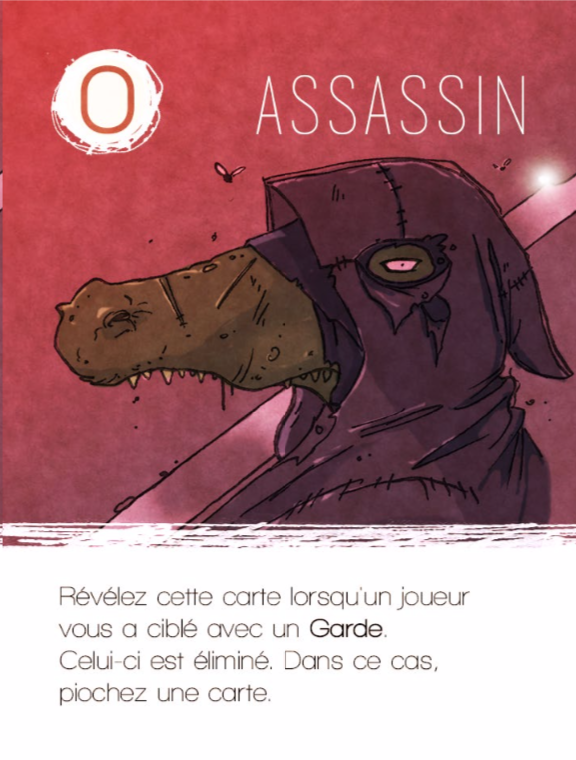 0
ASSASSIN
Révélez cette carte lorsqu'un joueur
vous a ciblé avec un Garde.
Celui-ci est éliminé. Dans ce cas,
piochez une carte.